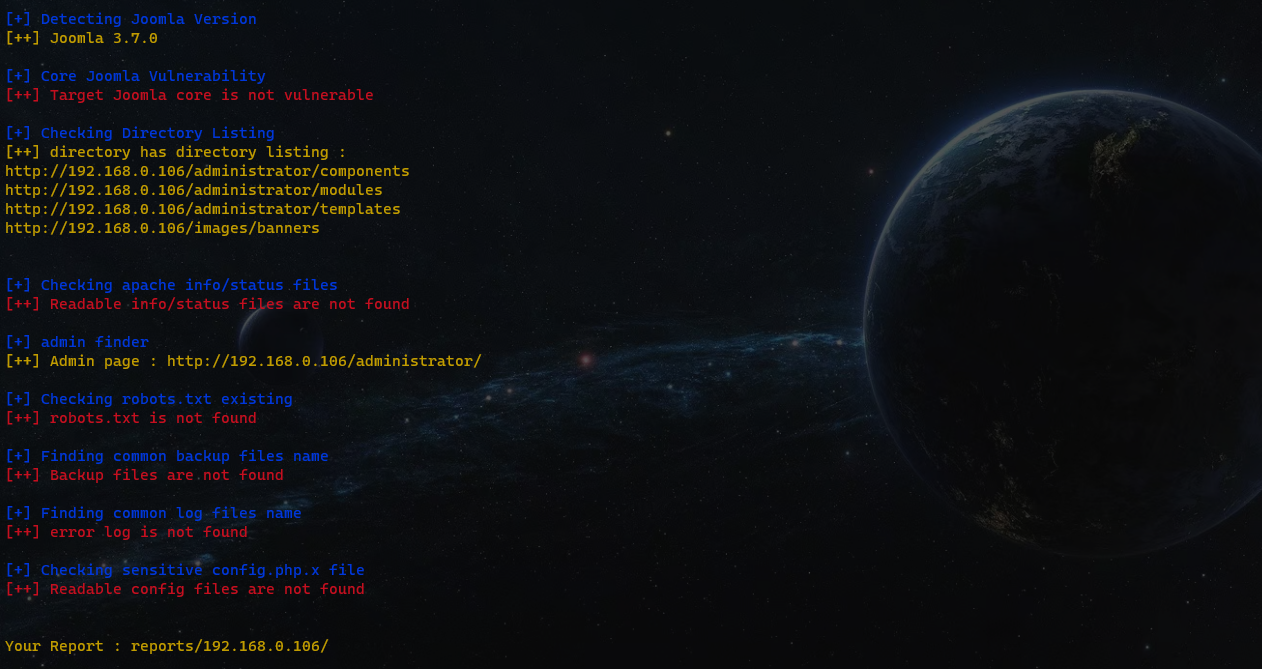 [+] Detecting Joomla Version
[++] Joomla 3.7.0
[+] Core Joomla Vulnerability
[++] Target Joomla core is not vulnerable
[+] Checking Directory Listing
[++] directory has directory listing :
http://192.168.0.106/administrator/components
http://192.168.0.106/administrator/modules
http://192.168.0.106/administrator/templates
http://192.168.0.106/images/banners
[+] Checking apache info/status files
[++] Readable info/status files are not found
[+] admin finder
[++] Admin page : http://192.168.0.106/administrator/
[+] Checking robots.txt existing
[++] robots.txt is not found
[+] Finding common backup files name
[++] Backup files are not found
[+] Finding common log files name
[++] error log is not found
[+] Checking sensitive config.php.x file
[++] Readable config files are not found
Your Report : reports/192.168.0.106/